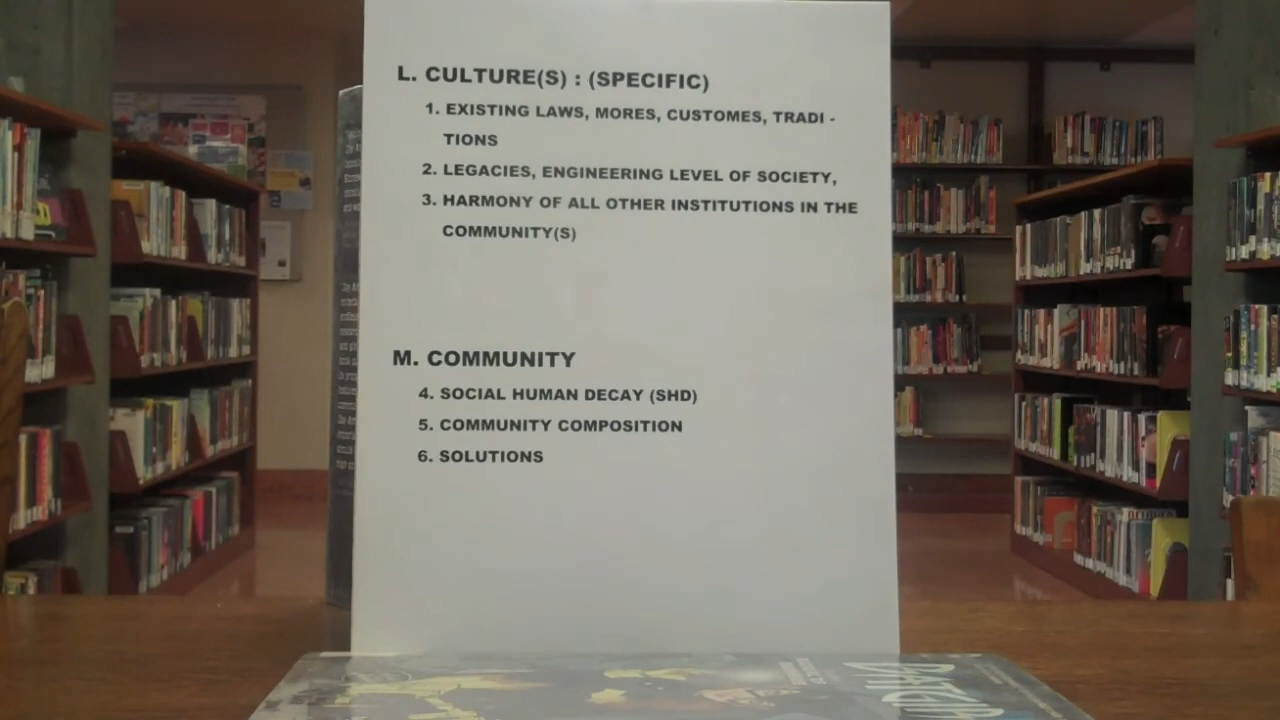 L. CULTURE(S) : (SPECIFIC)
1. EXISTING LAWS, MORES, CUSTOMES, TRADI -
TIONS
2. LEGACIES, ENGINEERING LEVEL OF SOCIETY,
3. HARMONY OF ALL OTHER INSTITUTIONS IN THE
COMMUNITY(S)
M. COMMUNITY
4. SOCIAL HUMAN DECAY (SHD)
5. COMMUNITY COMPOSITION
6. SOLUTIONS